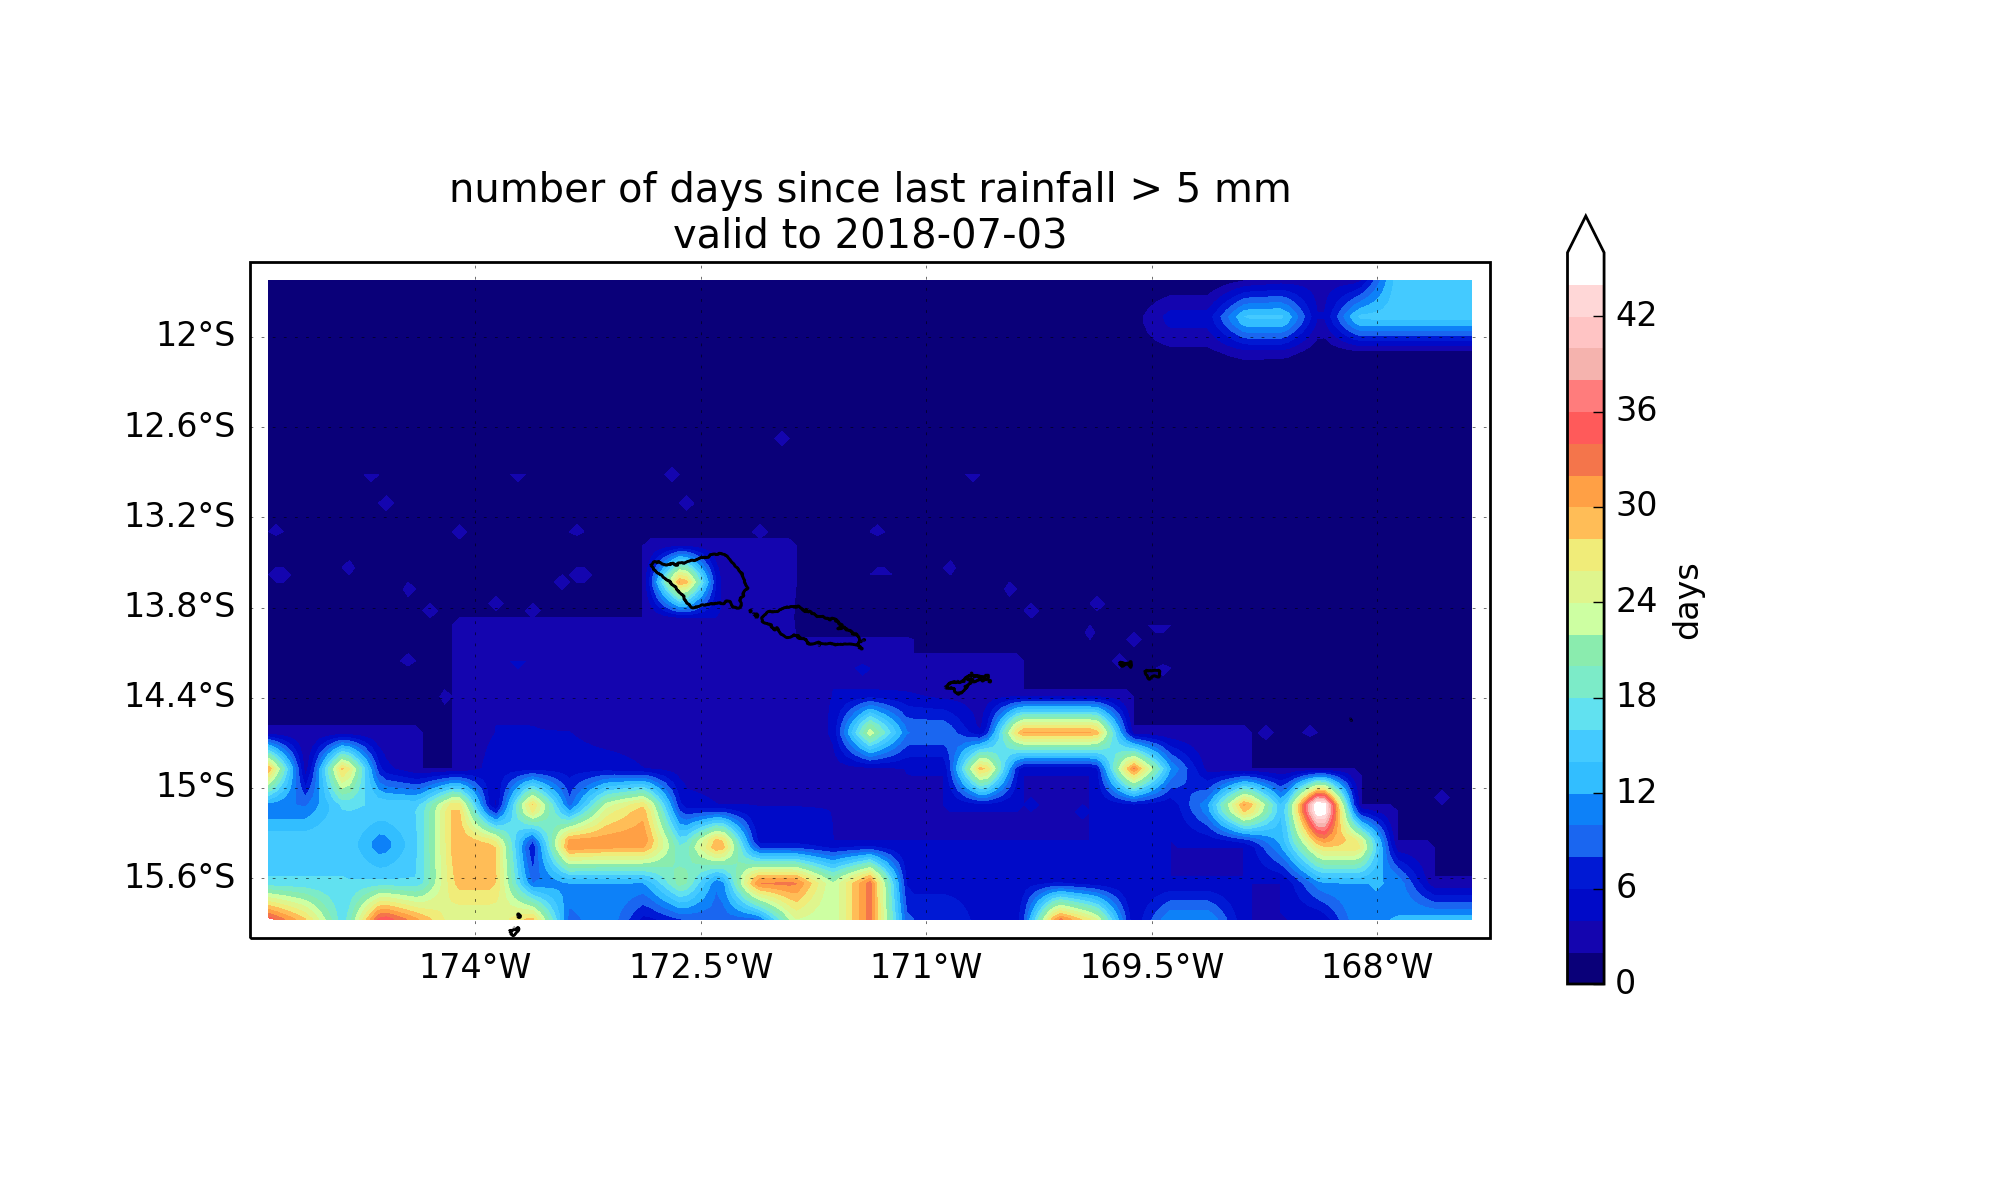 number of days since last rainfall > 5 mm
valid to 2018-07-03
12°S
12.6°S
13.2°S
13.8°S
14.4°S
15°S
15.6°S
174°W
172.5°W
171°W
169.5°W
168°W
42
36
30
24
18
12
6
0
days